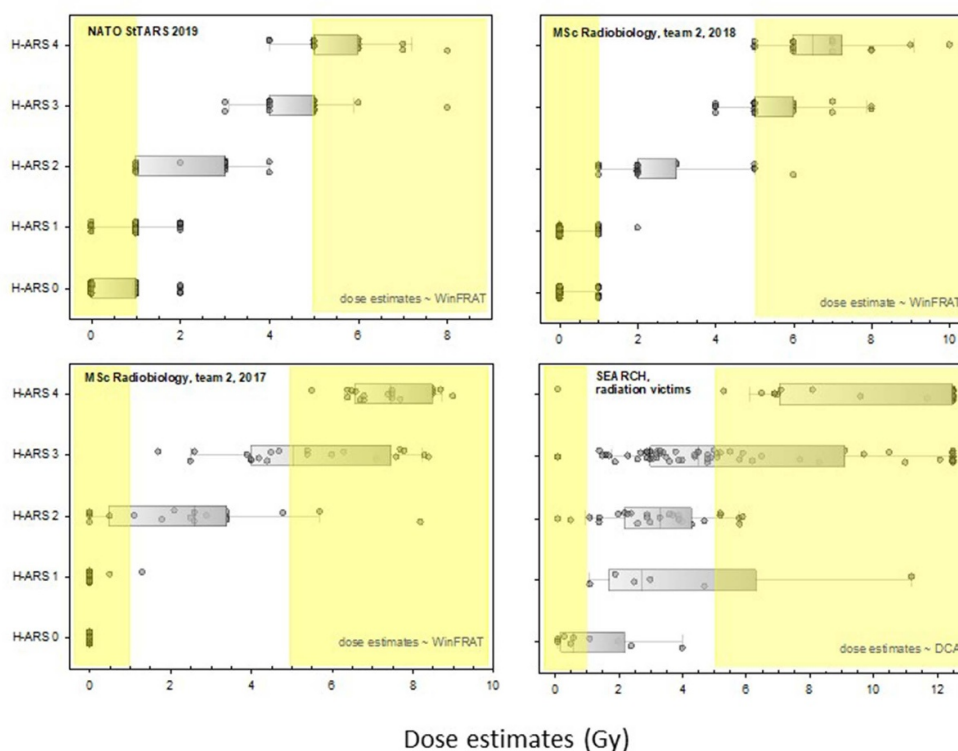 NATO StTARS 2019
H-ARS 4
H-ARS 3
H-ARS 2
H-ARS 1
H-ARS 0
dose estimates ~ WinFRAT
0 2 4 6 8
MSc Radiobiology, team 2, 2018
dose estimate ~ WinFRAT
0 2 4 6 8 10
MSc Radiobiology, team 2, 2017
H-ARS 4
H-ARS 3
H-ARS 2
H-ARS 1
H-ARS 0
dose estimates ~ WinFRAT
0 2 4 6 8 10
SEARCH,
radiation victims
dose estimates ~ DCA
0 2 4 6 8 10 12
Dose estimates (Gy)